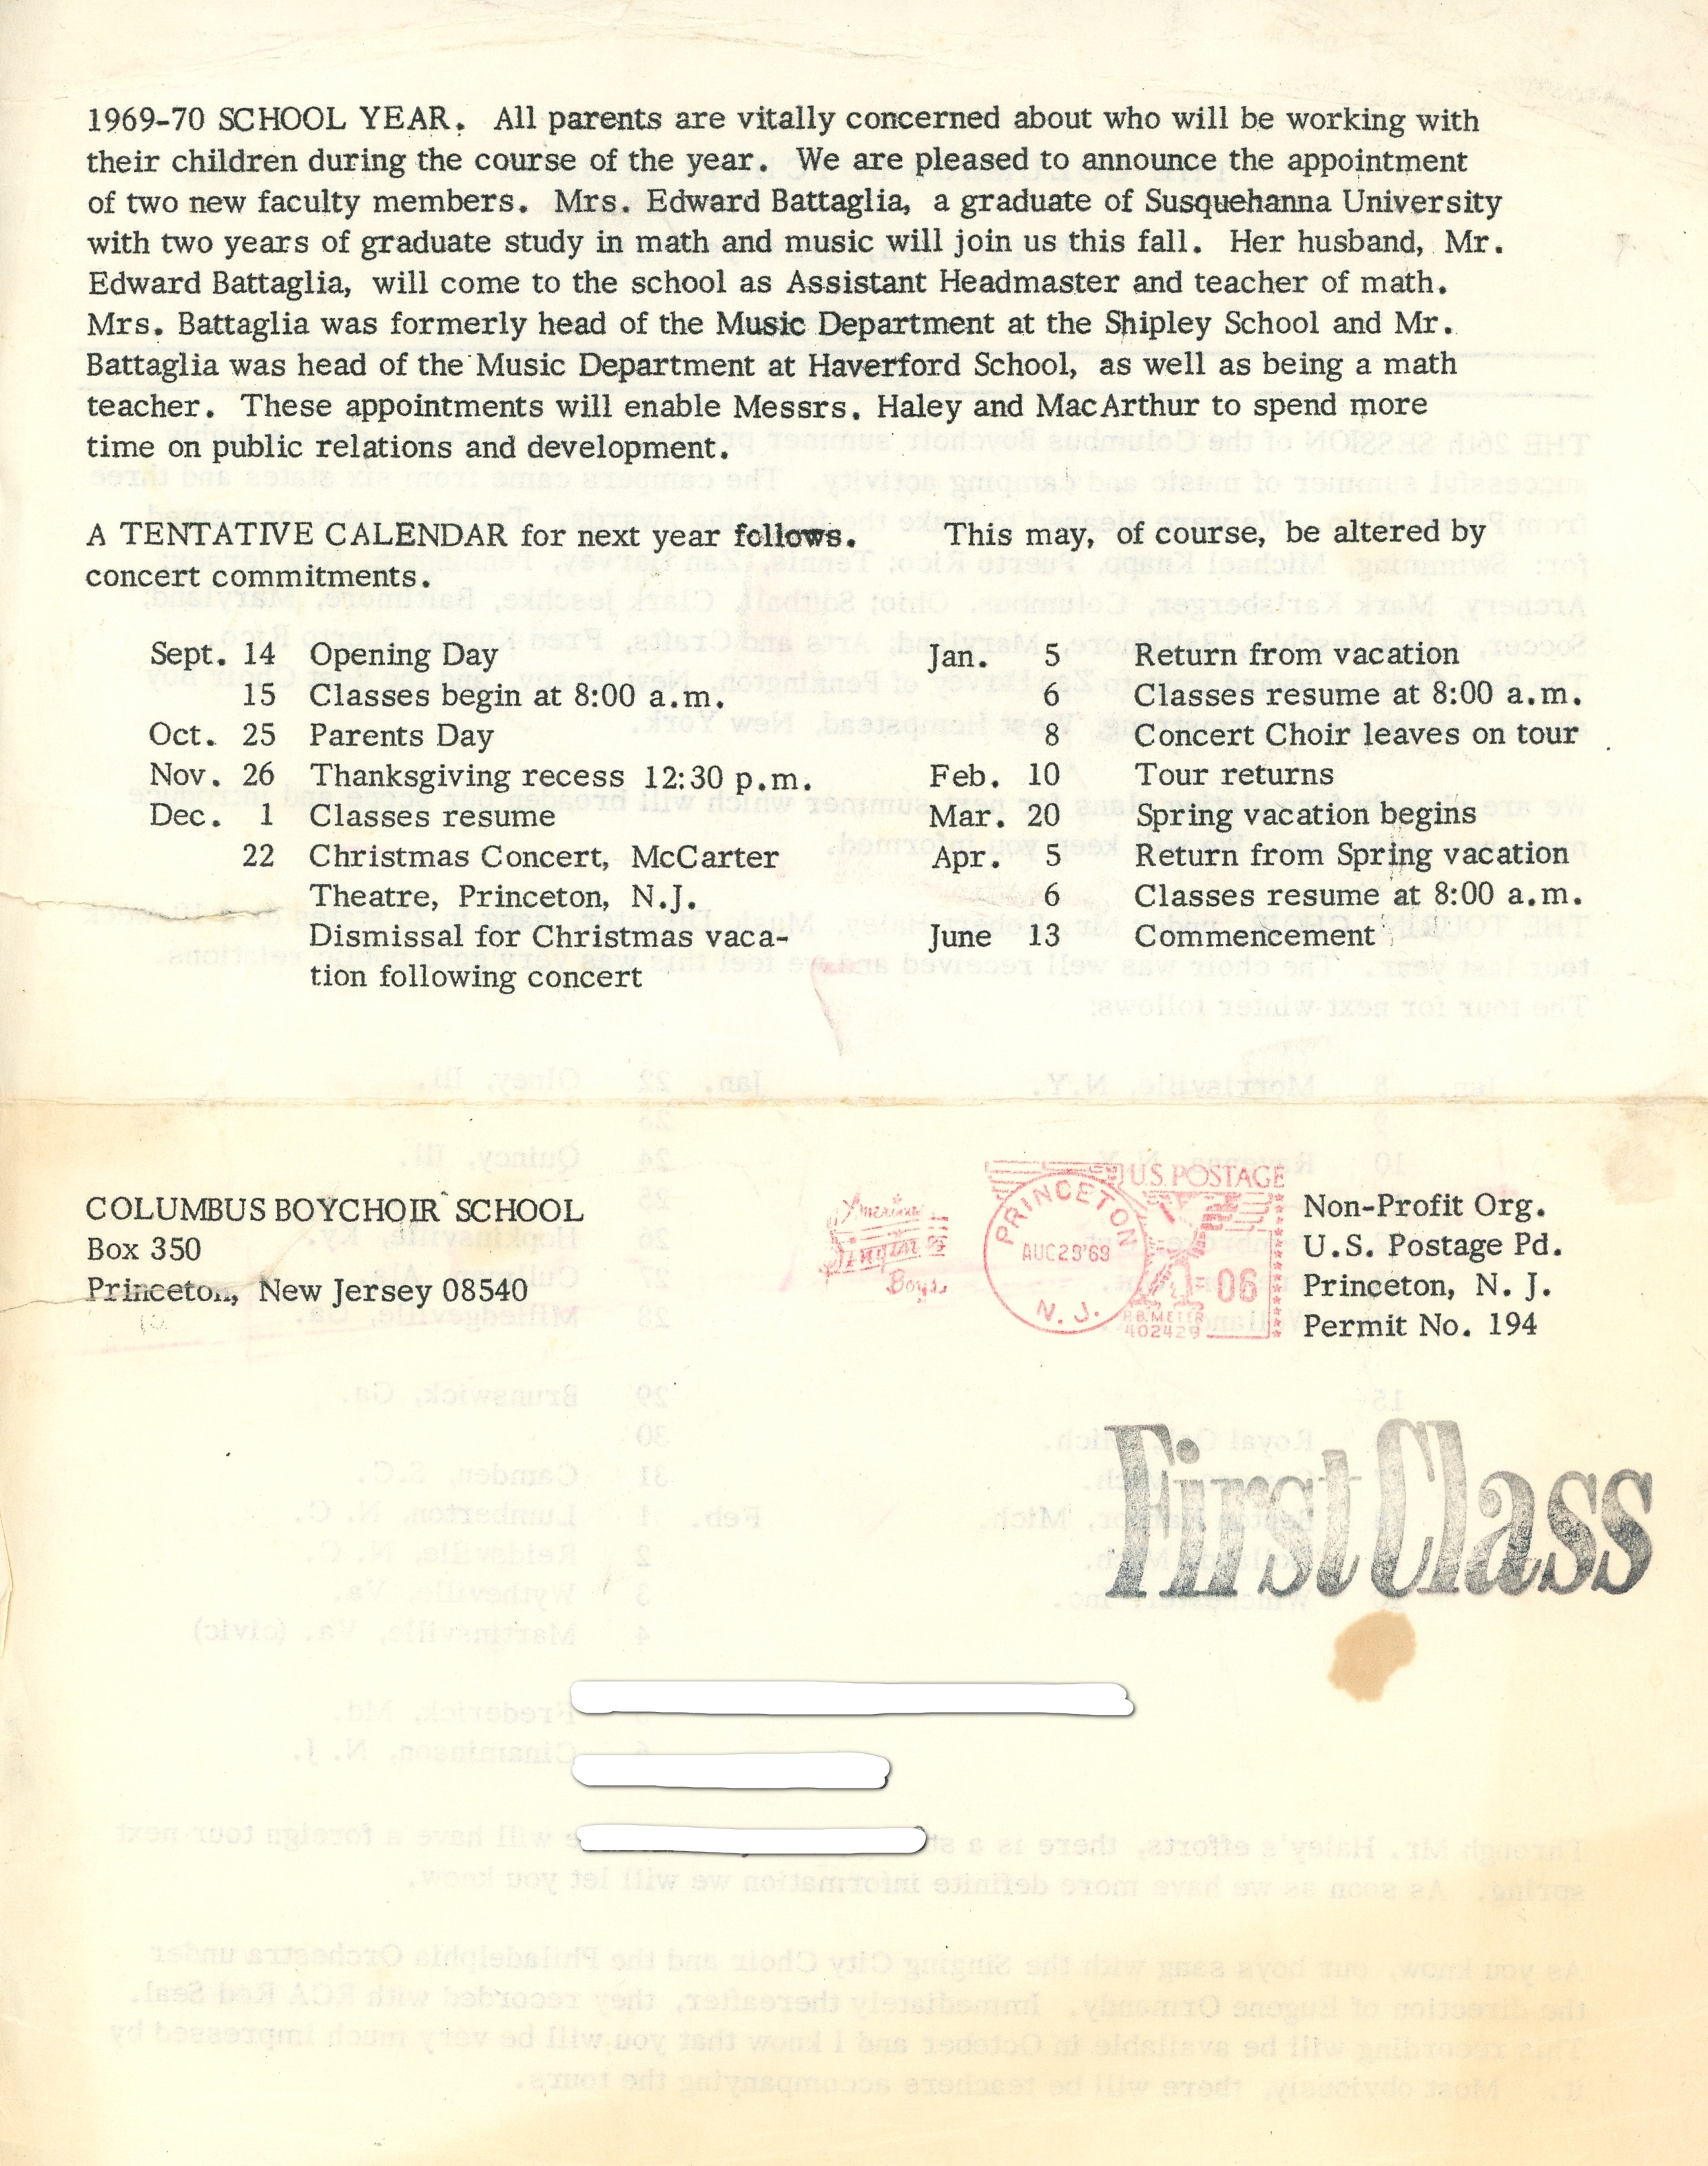 1969-70 SCHOOL YEAR. All parents are vitally concerned about who will be working with
their children during the course of the year. We are pleased to announce the appointment
of two new faculty members. Mrs. Edward Battaglia, a graduate of Susquehanna University
with two years of graduate study in math and music will join us this fall. Her husband, Mr.
Edward Battaglia, will come to the school as Assistant Headmaster and teacher of math.
Mrs. Battaglia was formerly head of the Music Department at the Shipley School and Mr.
Battaglia was head of the Music Department at Haverford School, as well as being a math
teacher. These appointments will enable Messrs. Haley and MacArthur to spend more
time on public relations and development.
A TENTATIVE CALENDAR for next year follows. This may, of course, be altered by
concert commitments.
Sept. 14 Opening Day
15 Classes begin at 8:00 a.m.
Oct. 25 Parents Day
Nov. 26 Thanksgiving recess 12:30 p.m.
Dec. 1 Classes resume
22 Christmas Concert, McCarter
Theatre, Princeton, N.J.
Dismissal for Christmas vaca-
tion following concert
Jan. 5 Return from vacation
6 Classes resume at 8:00 a.m.
8 Concert Choir leaves on tour
Feb. 10 Tour returns
Mar. 20 Spring vacation begins
Apr. 5 Return from Spring vacation
6 Classes resume at 8:00 a.m.
June 13 Commencement
COLUMBUS BOYCHOIR SCHOOL
Box 350
Princeton, New Jersey 08540
America's
Singing
Boys
PRINCETON
AUG 29 '69
N. J.
U.S. POSTAGE
06
P.B. METER
402429
Non-Profit Org.
U.S. Postage Pd.
Princeton, N. J.
Permit No. 194
First Class